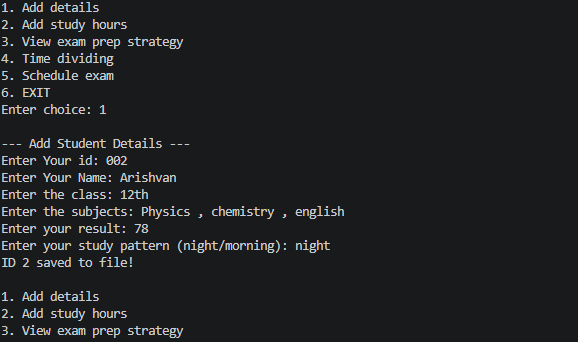 1. Add details
2. Add study hours
3. View exam prep strategy
4. Time dividing
5. Schedule exam
6. EXIT
Enter choice: 1
--- Add Student Details ---
Enter Your id: 002
Enter Your Name: Arishvan
Enter the class: 12th
Enter the subjects: Physics , chemistry , english
Enter your result: 78
Enter your study pattern (night/morning): night
ID 2 saved to file!
1. Add details
2. Add study hours
3. View exam prep strategy